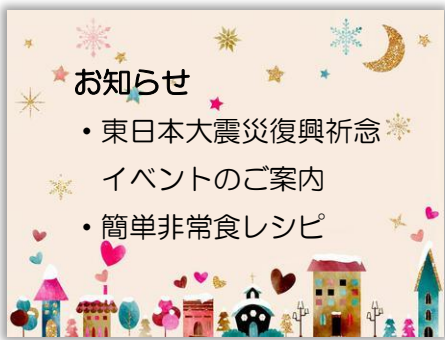 お知らせ
・東日本大震災復興祈念
イベントのご案内
・簡単非常食レシピ